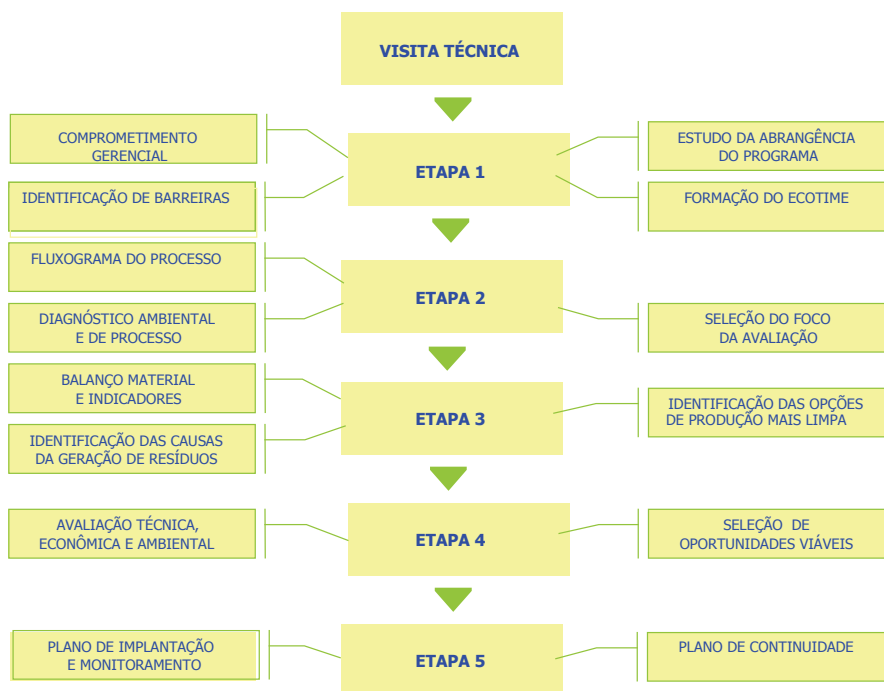 VISITA TÉCNICA
COMPROMETIMENTO
GERENCIAL
IDENTIFICAÇÃO DE BARREIRAS
ETAPA 1
ESTUDO DA ABRANGÊNCIA
DO PROGRAMA
FORMAÇÃO DO ECOTIME
FLUXOGRAMA DO PROCESSO
DIAGNÓSTICO AMBIENTAL
E DE PROCESSO
ETAPA 2
SELEÇÃO DO FOCO
DA AVALIAÇÃO
BALANÇO MATERIAL
E INDICADORES
IDENTIFICAÇÃO DAS CAUSAS
DA GERAÇÃO DE RESÍDUOS
ETAPA 3
IDENTIFICAÇÃO DAS OPÇÕES
DE PRODUÇÃO MAIS LIMPA
AVALIAÇÃO TÉCNICA,
ECONÔMICA E AMBIENTAL
ETAPA 4
SELEÇÃO DE
OPORTUNIDADES VIÁVEIS
PLANO DE IMPLANTAÇÃO
E MONITORAMENTO
ETAPA 5
PLANO DE CONTINUIDADE